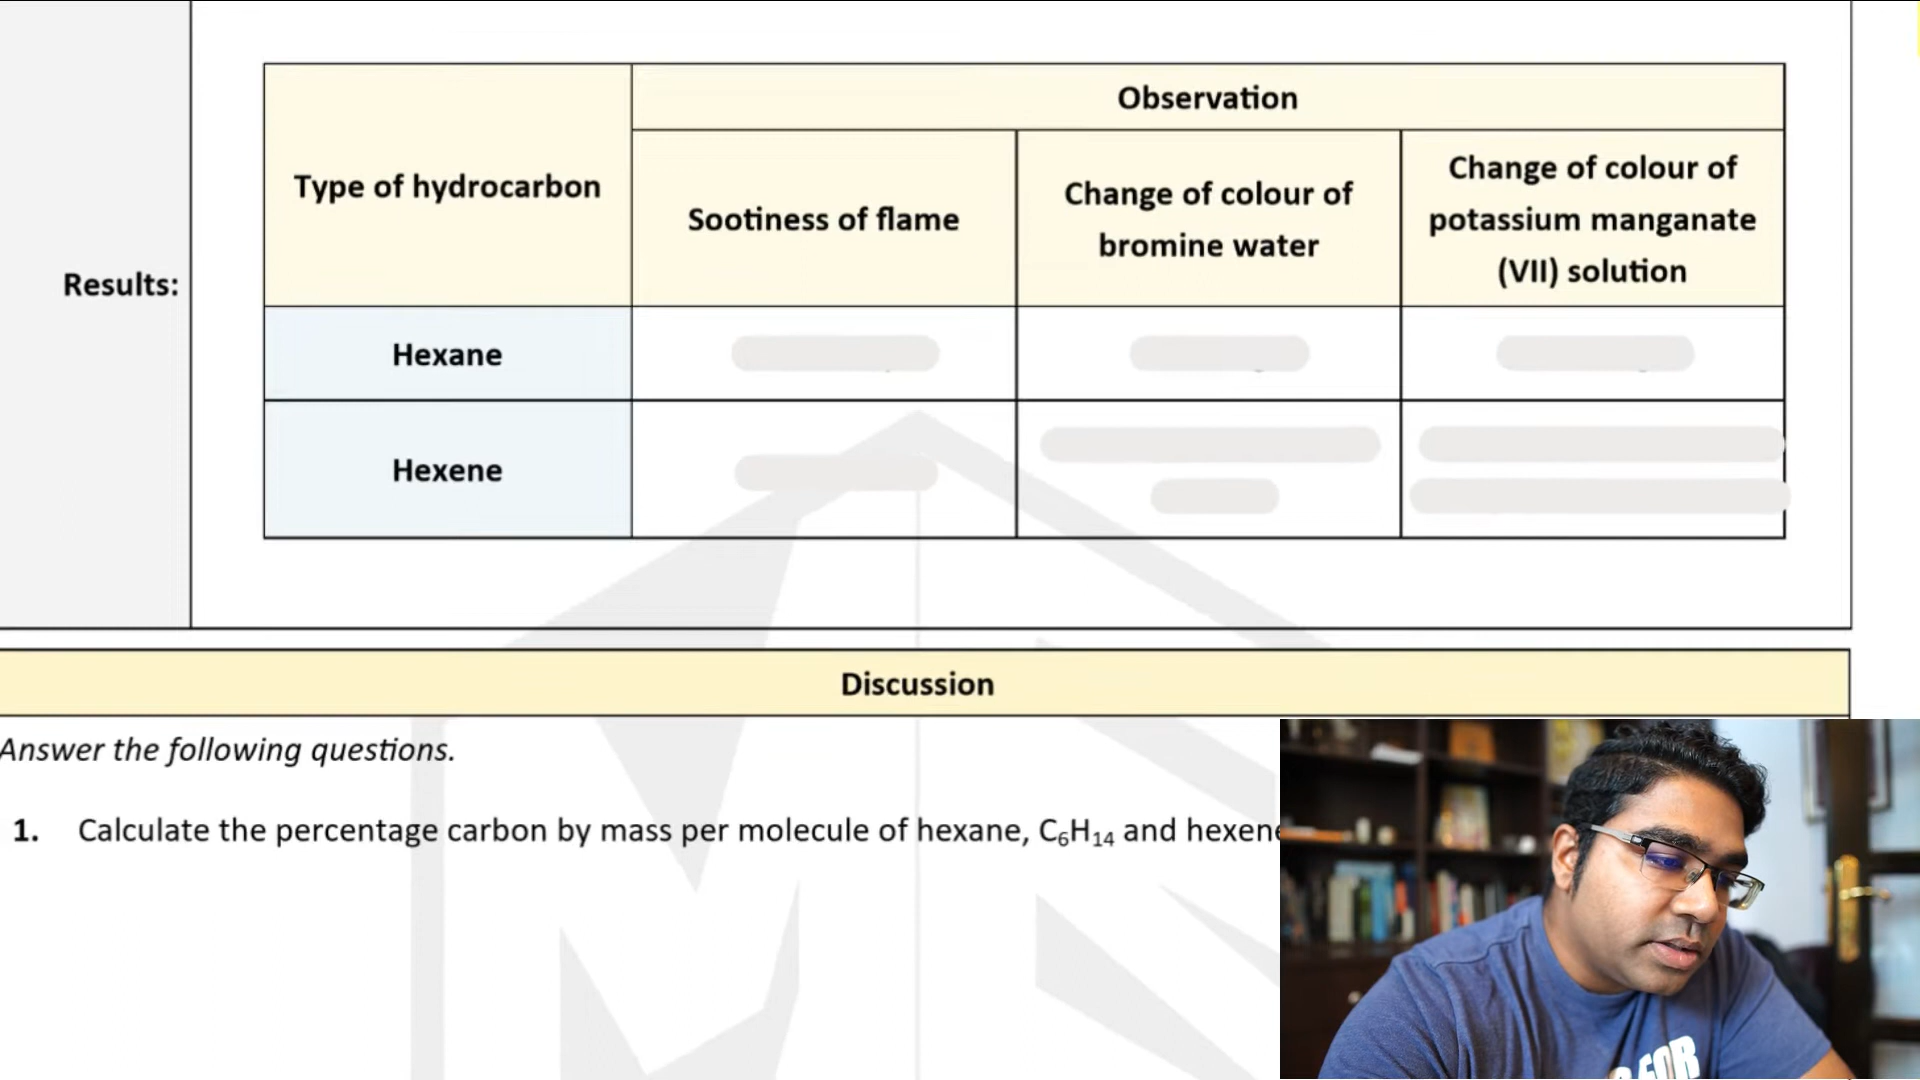 Results:
Type of hydrocarbon
Observation
Sootiness of flame
Change of colour of
bromine water
Change of colour of
potassium manganate
(VII) solution
Hexane
Hexene
Discussion
Answer the following questions.
1. Calculate the percentage carbon by mass per molecule of hexane, C₆H₁₄ and hexene
FOR